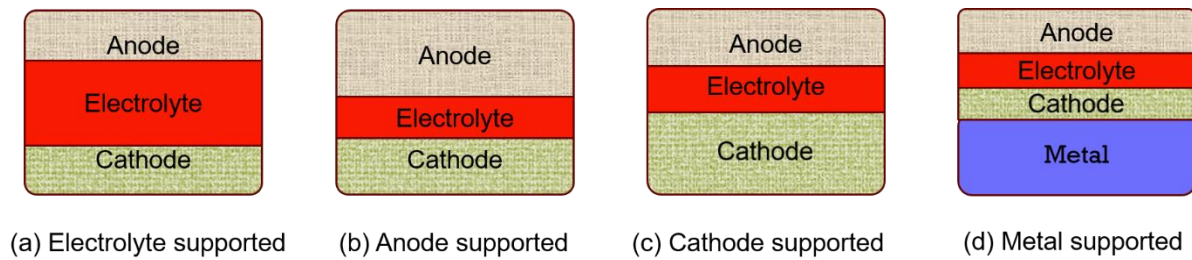 Anode
Electrolyte
Cathode
(a) Electrolyte supported
Anode
Electrolyte
Cathode
(b) Anode supported
Anode
Electrolyte
Cathode
(c) Cathode supported
Anode
Electrolyte
Cathode
Metal
(d) Metal supported